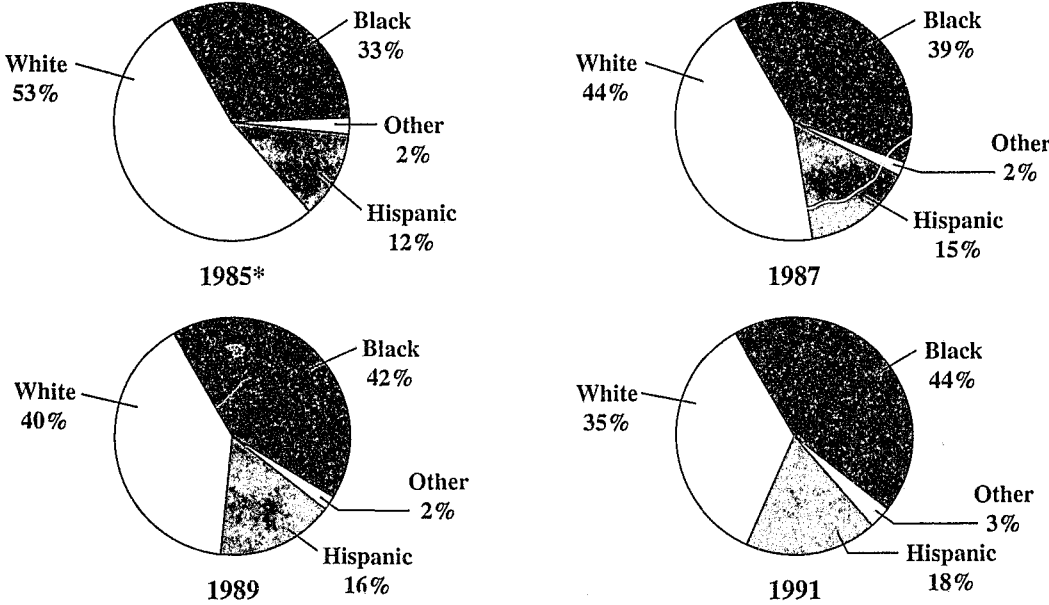 Black
33%
White
53%
Other
2%
Hispanic
12%
1985*
Black
39%
White
44%
Other
2%
Hispanic
15%
1987
Black
42%
White
40%
Other
2%
Hispanic
16%
1989
Black
44%
White
35%
Other
3%
Hispanic
18%
1991